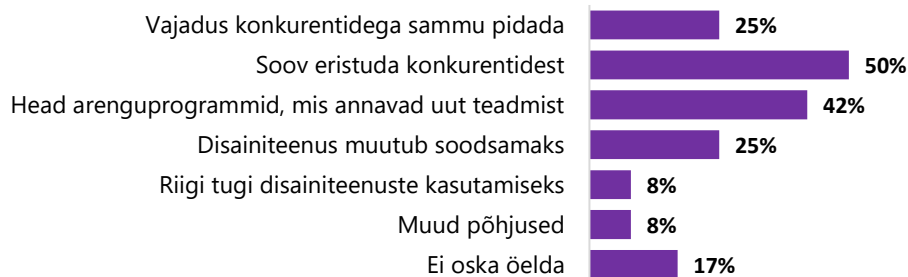 Vajadus konkurentidega sammu pidada 25%
Soov eristuda konkurentidest 50%
Head arenguprogrammid, mis annavad uut teadmist 42%
Disainiteenus muutub soodsamaks 25%
Riigi tugi disainiteenuste kasutamiseks 8%
Muud põhjused 8%
Ei oska öelda 17%